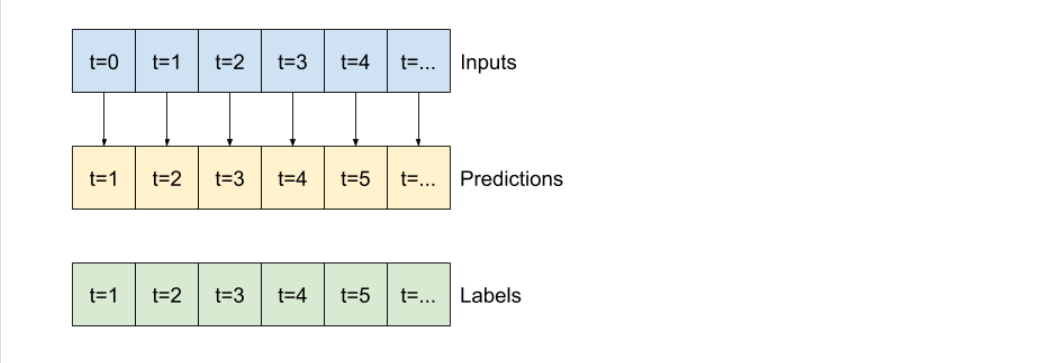 t=0 t=1 t=2 t=3 t=4 t=... Inputs
t=1 t=2 t=3 t=4 t=5 t=... Predictions
t=1 t=2 t=3 t=4 t=5 t=... Labels